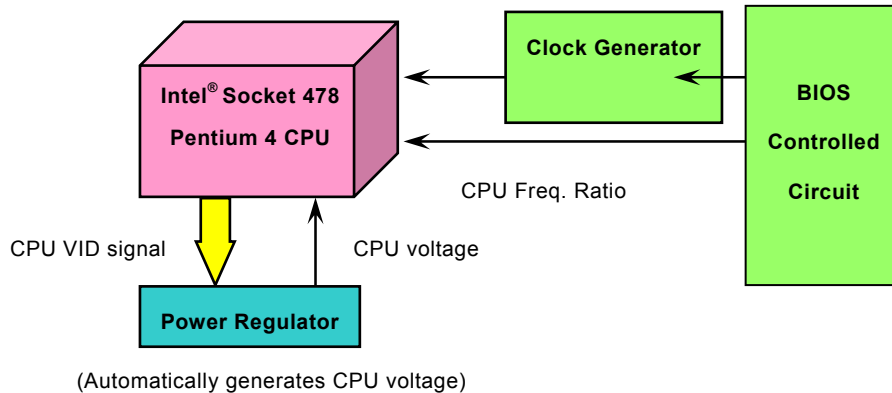 Intel® Socket 478
Pentium 4 CPU
Clock Generator
BIOS
Controlled
Circuit
CPU Freq. Ratio
CPU VID signal
CPU voltage
Power Regulator
(Automatically generates CPU voltage)